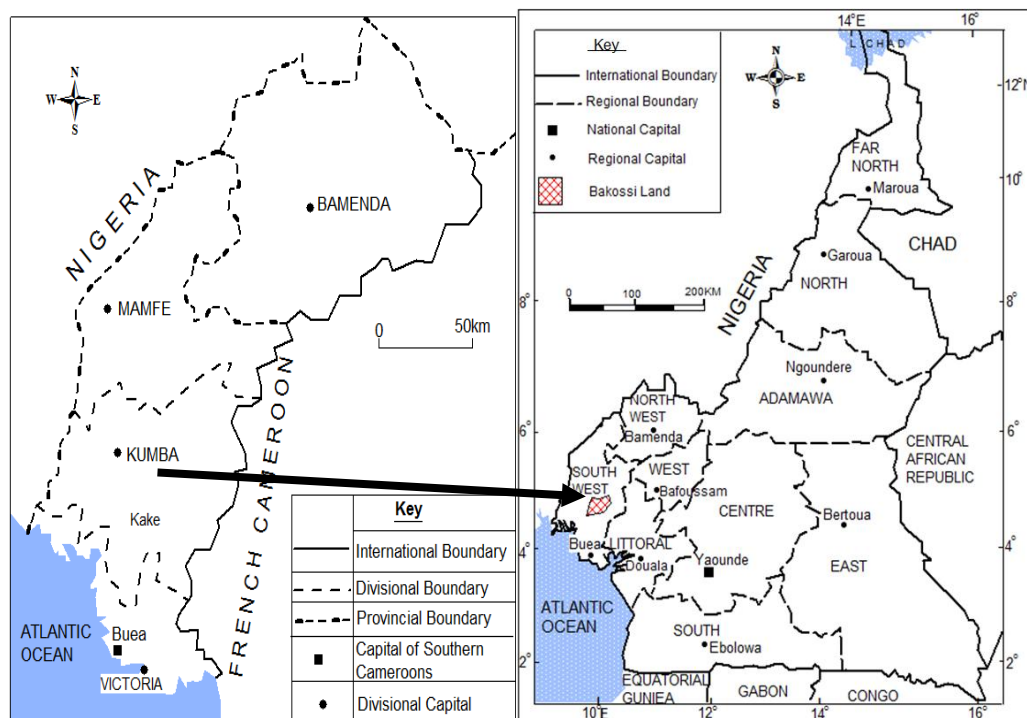 N
W E
S
NIGERIA
BAMENDA
MAMFE
0 50km
FRENCH CAMEROON
KUMBA
Kake
ATLANTIC
OCEAN
Buea
VICTORIA
Key
International Boundary
Divisional Boundary
Provincial Boundary
Capital of Southern
Cameroons
Divisional Capital
14°E 16°
L CHAD
Key
International Boundary
Regional Boundary
National Capital
Regional Capital
Bakossi Land
N
W E
S
12°N
10°
8°
6°
4°
2°
FAR
NORTH
Maroua
CHAD
Garoua
NORTH
0 100 200KM
NIGERIA
8°
Ngoundere
ADAMAWA
NORTH
WEST
Bamenda
6°
CENTRAL
AFRICAN
REPUBLIC
SOUTH
WEST
WEST
Bafoussam
CENTRE
Bertoua
EAST
4°
Buea
LITTORAL
Douala
Yaounde
ATLANTIC
OCEAN
SOUTH
Ebolowa
2°
EQUATORIAL
GUNIEA
GABON
CONGO
10°E 12° 14° 16°